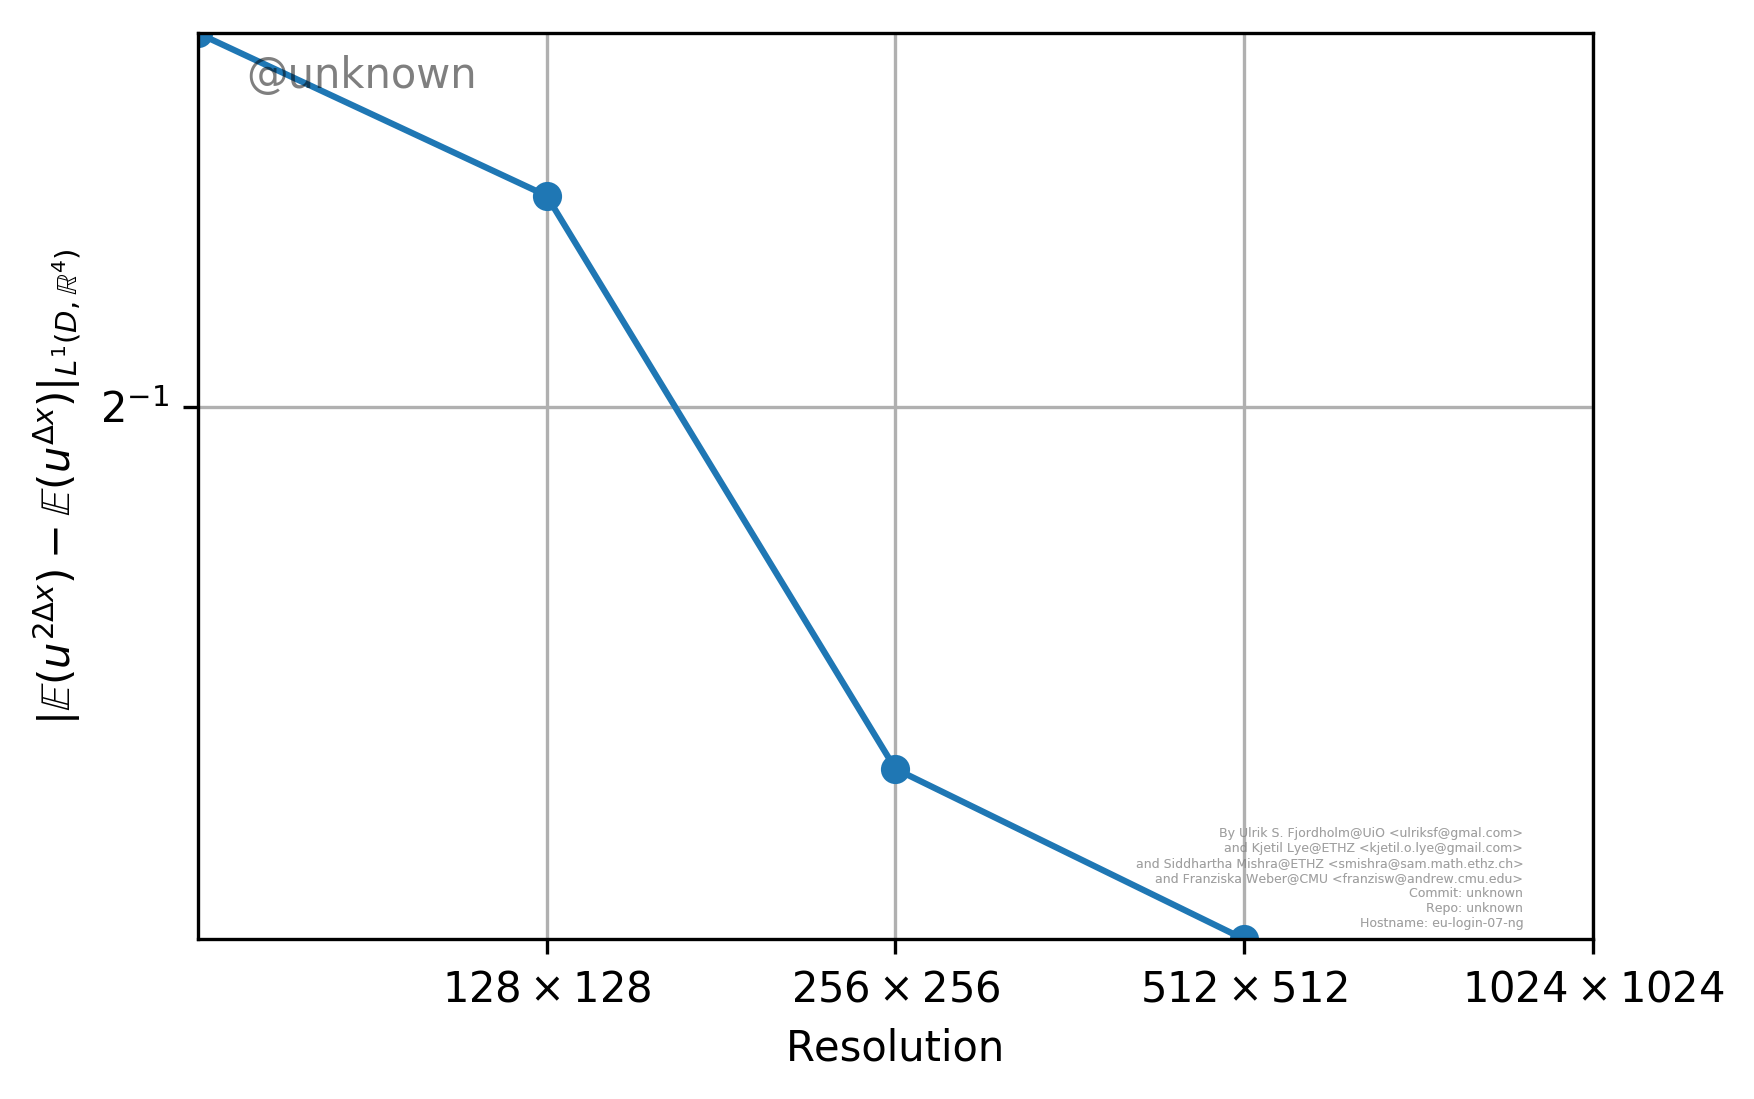 @unknown
|𝔼(u^{2Δx}) − 𝔼(u^{Δx})|_{L^1(D, ℝ^4)}
2^{−1}
By Ulrik S. Fjordholm@UiO <ulriksf@gmal.com>
and Kjetil Lye@ETHZ <kjetil.o.lye@gmail.com>
and Siddhartha Mishra@ETHZ <smishra@sam.math.ethz.ch>
and Franziska Weber@CMU <franzisw@andrew.cmu.edu>
Commit: unknown
Repo: unknown
Hostname: eu-login-07-ng
128 × 128 256 × 256 512 × 512 1024 × 1024
Resolution